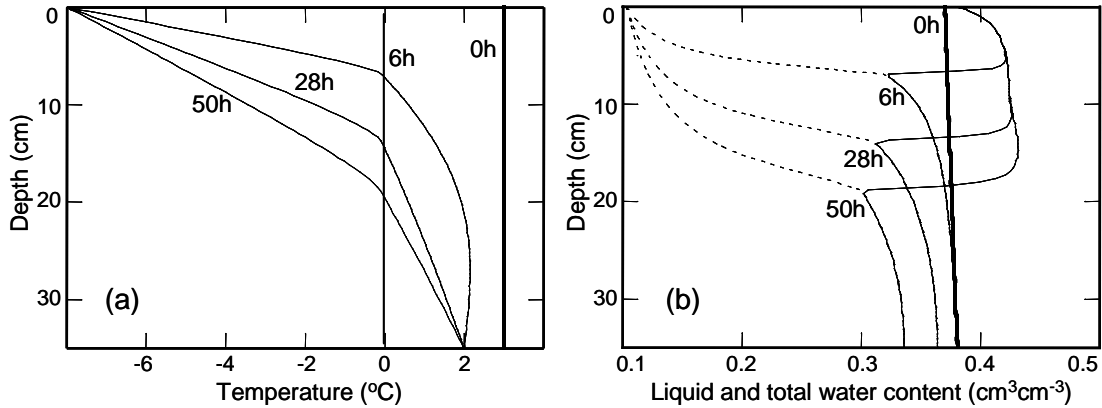 0
10
20
30
Depth (cm)
0h
6h
28h
50h
(a)
-6
-4
-2
0
2
Temperature (ºC)
0
10
20
30
Depth (cm)
0h
6h
28h
50h
(b)
0.1
0.2
0.3
0.4
0.5
Liquid and total water content (cm³cm⁻³)